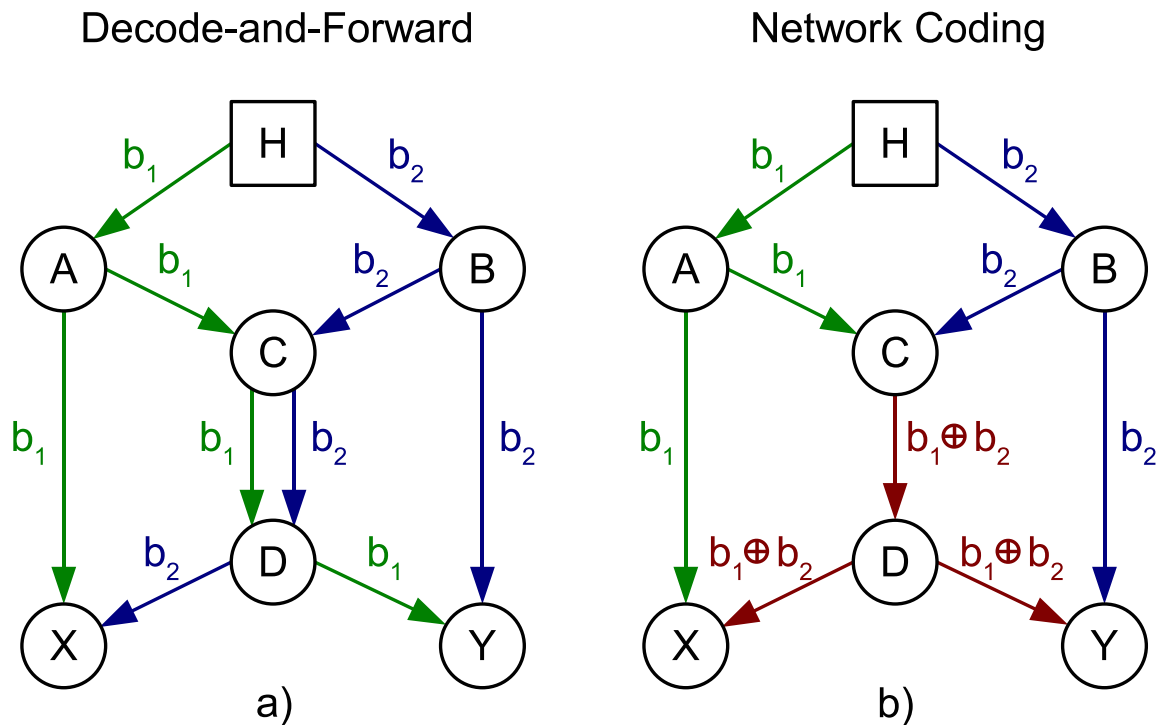 Decode-and-Forward
Network Coding
H
H
b₁
b₂
b₁
b₂
A
b₁
b₂
B
A
b₁
b₂
B
C
C
b₁
b₁
b₂
b₂
b₁
b₁⊕b₂
b₂
b₂
D
b₁
b₁⊕b₂
D
b₁⊕b₂
X
Y
X
Y
a)
b)